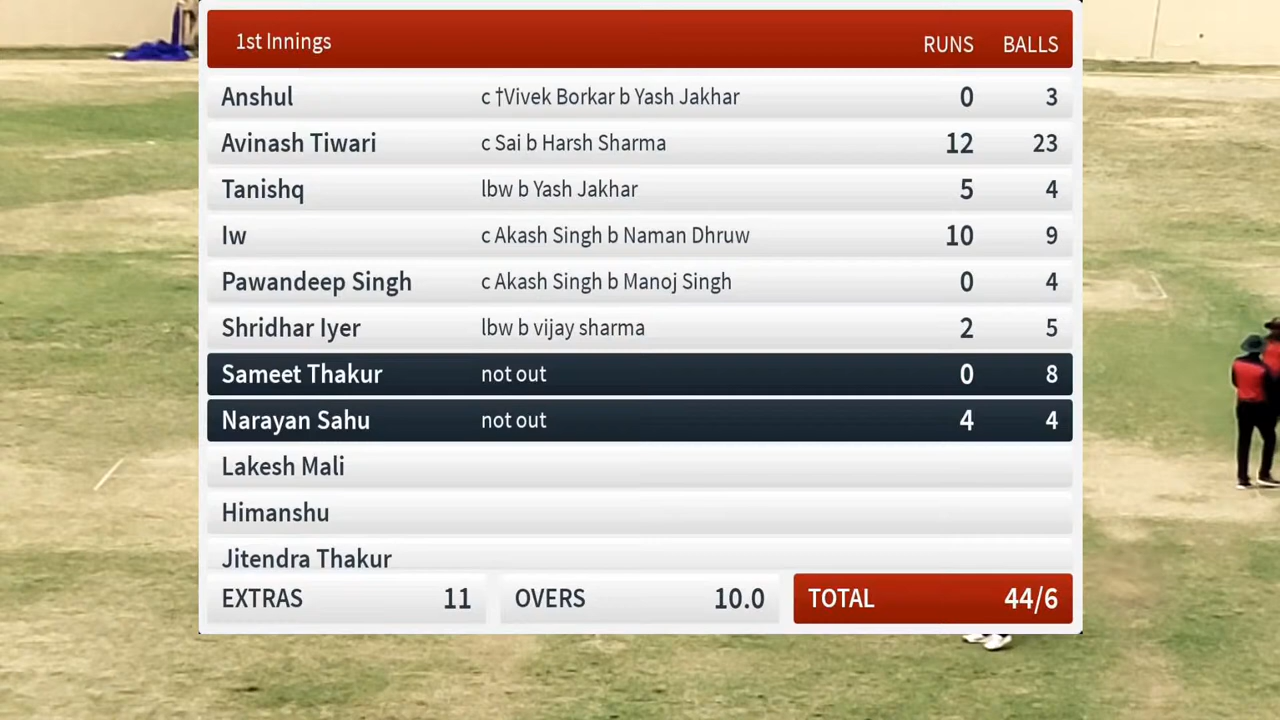 1st Innings RUNS BALLS
Anshul c †Vivek Borkar b Yash Jakhar 0 3
Avinash Tiwari c Sai b Harsh Sharma 12 23
Tanishq lbw b Yash Jakhar 5 4
Iw c Akash Singh b Naman Dhruw 10 9
Pawandeep Singh c Akash Singh b Manoj Singh 0 4
Shridhar Iyer lbw b vijay sharma 2 5
Sameet Thakur not out 0 8
Narayan Sahu not out 4 4
Lakesh Mali
Himanshu
Jitendra Thakur
EXTRAS 11 OVERS 10.0 TOTAL 44/6